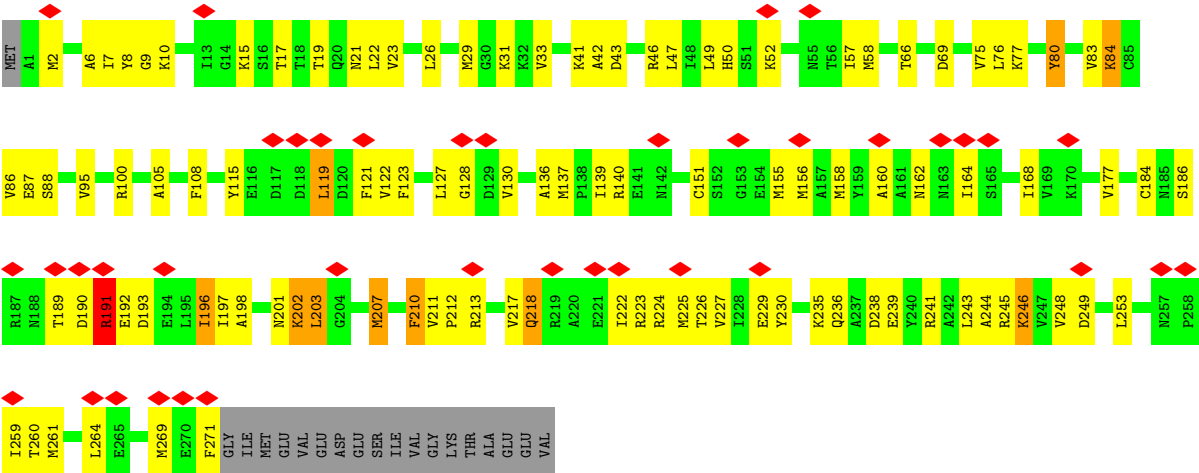 MET A1 M2 A6 I7 Y8 G9 K10 I13 G14 K15 S16 T17 T18 T19 Q20 N21 L22 V23 L26 M29 G30 K31 K32 V33 K41 A42 D43 R46 L47 I48 L49 H50 S51 K52 N55 T56 I57 M58 T66 D69 V75 L76 K77 Y80 V83 K84 C85
V86 E87 S88 V95 R100 A105 F108 Y115 E116 D117 D118 L119 D120 F121 V122 F123 L127 G128 D129 V130 A136 M137 P138 I139 R140 E141 N142 C151 S152 G153 E154 M155 M156 A157 M158 Y159 A160 A161 N162 N163 I164 S165 I168 V169 K170 V177 C184 N185 S186
R187 N188 T189 D190 R191 E192 D193 E194 L195 I196 I197 A198 N201 K202 L203 G204 M207 F210 V211 P212 R213 V217 Q218 R219 A220 E221 I222 R223 R224 M225 T226 V227 I228 E229 Y230 K235 Q236 A237 D238 E239 Y240 R241 A242 L243 A244 R245 K246 V247 V248 D249 L253 N257 P258
I259 T260 M261 L264 E265 M269 E270 F271 GLY ILE MET GLU VAL GLU ASP GLU SER ILE VAL GLY LYS THR ALA GLU GLU VAL